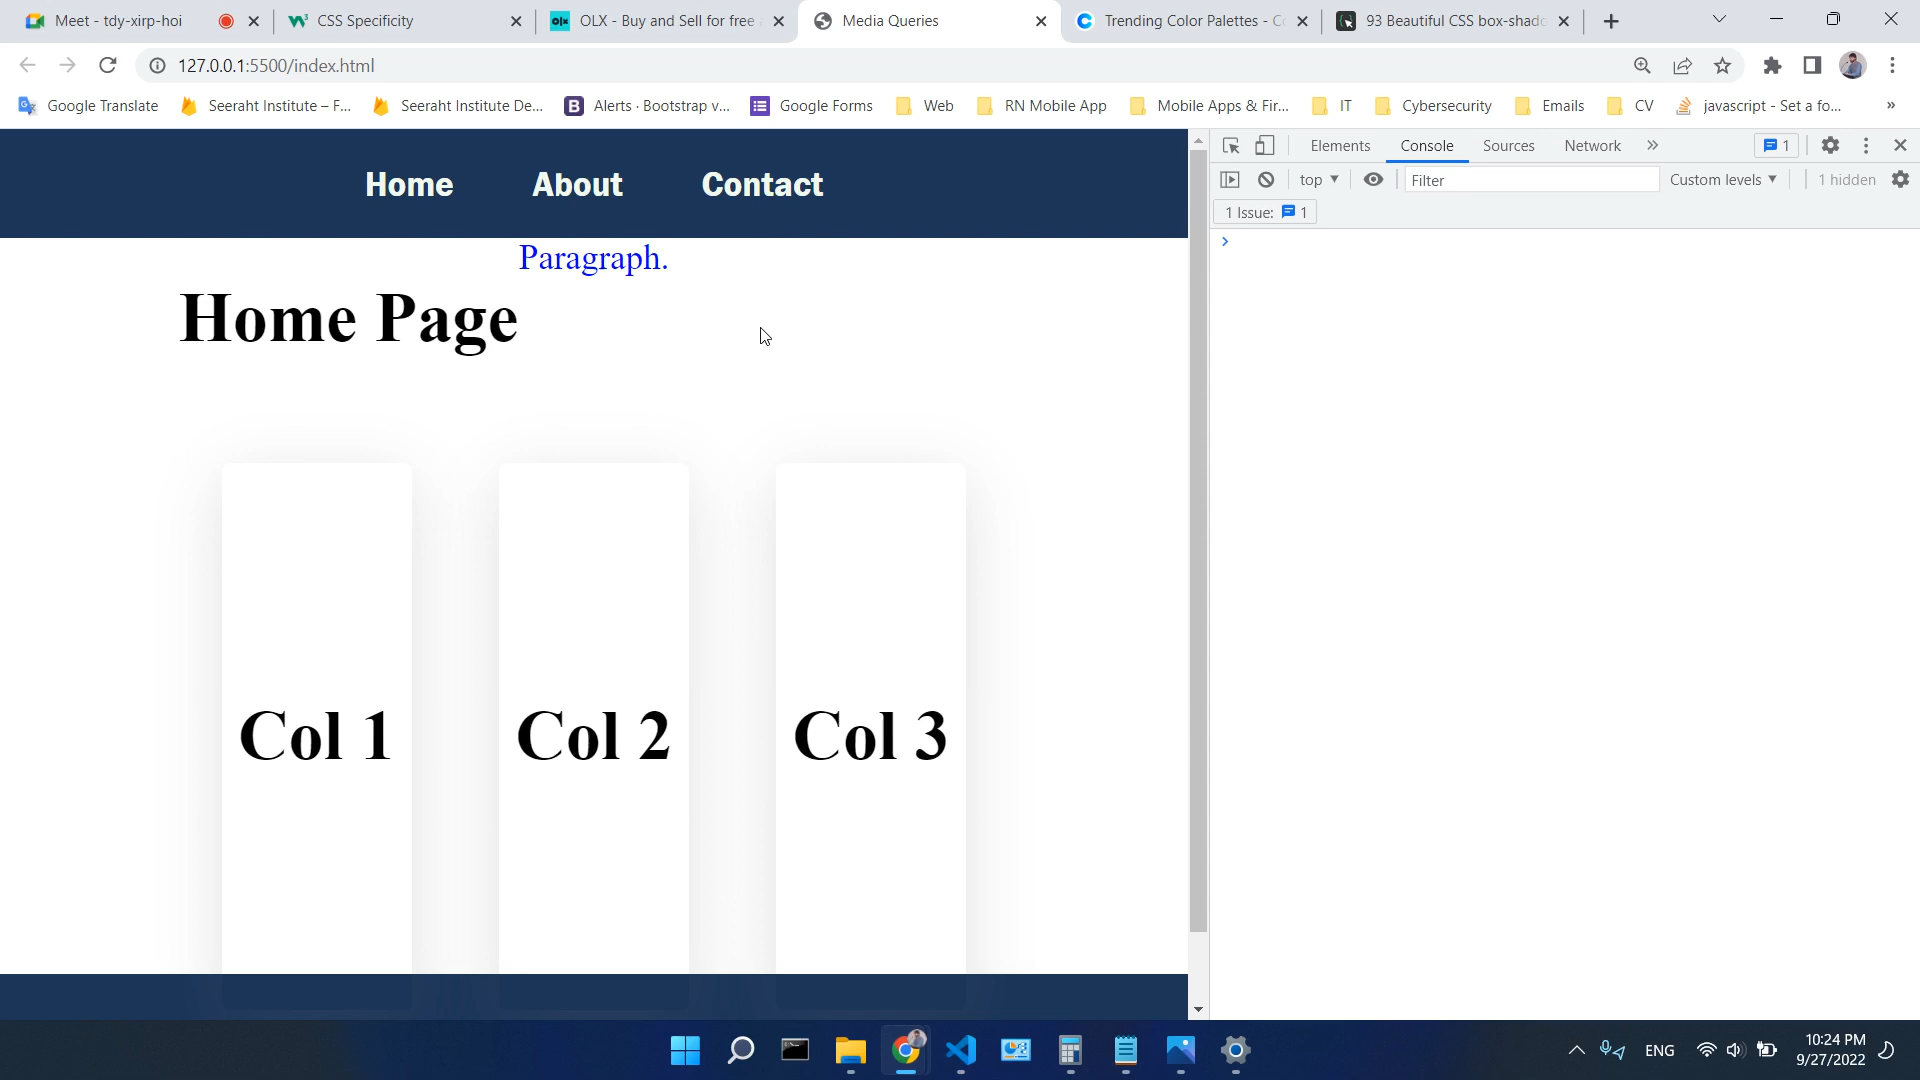 Meet - tdy-xirp-hoi
CSS Specificity
OLX - Buy and Sell for free
Media Queries
Trending Color Palettes - Co
93 Beautiful CSS box-shado
127.0.0.1:5500/index.html
Google Translate
Seeraht Institute – F...
Seeraht Institute De...
Alerts · Bootstrap v...
Google Forms
Web
RN Mobile App
Mobile Apps & Fir...
IT
Cybersecurity
Emails
CV
javascript - Set a fo...
»
Home About Contact
Paragraph.
Home Page
Col 1
Col 2
Col 3
Elements Console Sources Network » 1
top Filter Custom levels 1 hidden
1 Issue: 1
ENG
10:24 PM
9/27/2022